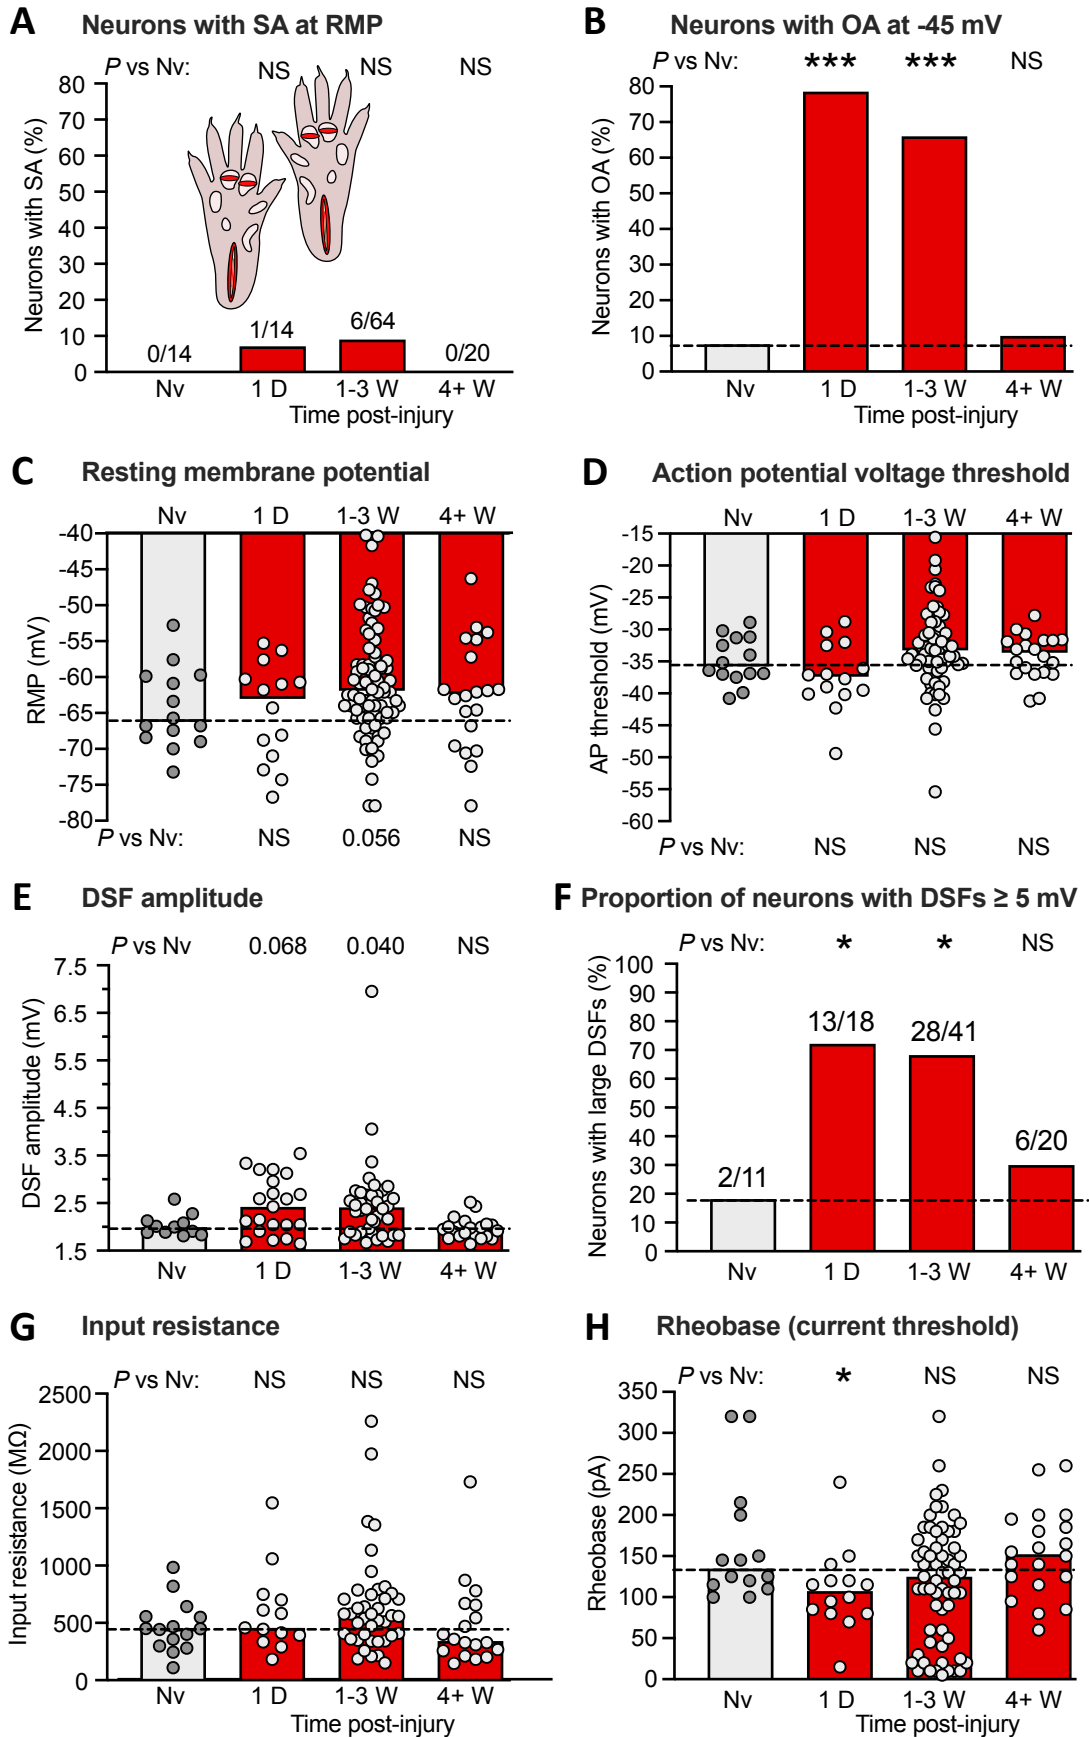 A Neurons with SA at RMP
P vs Nv: NS NS NS
Neurons with SA (%)
80
70
60
50
40
30
20
10
0
0/14 1/14 6/64 0/20
Nv 1 D 1-3 W 4+ W
Time post-injury
B Neurons with OA at -45 mV
P vs Nv: *** *** NS
Neurons with OA (%)
80
70
60
50
40
30
20
10
0
Nv 1 D 1-3 W 4+ W
Time post-injury
C Resting membrane potential
Nv 1 D 1-3 W 4+ W
RMP (mV)
-40
-45
-50
-55
-60
-65
-70
-75
-80
P vs Nv: NS 0.056 NS
D Action potential voltage threshold
Nv 1 D 1-3 W 4+ W
AP threshold (mV)
-15
-20
-25
-30
-35
-40
-45
-50
-55
-60
P vs Nv: NS NS NS
E DSF amplitude
P vs Nv 0.068 0.040 NS
DSF amplitude (mV)
7.5
6.5
5.5
4.5
3.5
2.5
1.5
Nv 1 D 1-3 W 4+ W
F Proportion of neurons with DSFs ≥ 5 mV
P vs Nv: * * NS
Neurons with large DSFs (%)
100
90
80
70
60
50
40
30
20
10
0
2/11 13/18 28/41 6/20
Nv 1 D 1-3 W 4+ W
G Input resistance
P vs Nv: NS NS NS
Input resistance (MΩ)
2500
2000
1500
1000
500
0
Nv 1 D 1-3 W 4+ W
Time post-injury
H Rheobase (current threshold)
P vs Nv: * NS NS
Rheobase (pA)
350
300
250
200
150
100
50
0
Nv 1 D 1-3 W 4+ W
Time post-injury